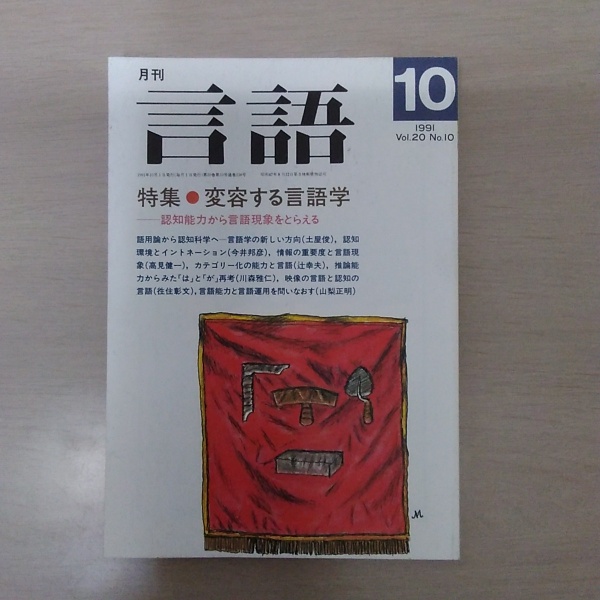 月刊
言語
10
1991
Vol.20 No.10
特集●変容する言語学
──認知能力から言語現象をとらえる
語用論から認知科学へ─言語学の新しい方向(土屋俊), 認知
環境とイントネーション(今井邦彦), 情報の重要度と言語現
象(高見健一), カテゴリー化の能力と言語(辻幸夫), 推論能
力からみた「は」と「が」再考(川森雅仁), 映像の言語と認知の
言語(往住彰文), 言語能力と言語運用を問いなおす(山梨正明)
M